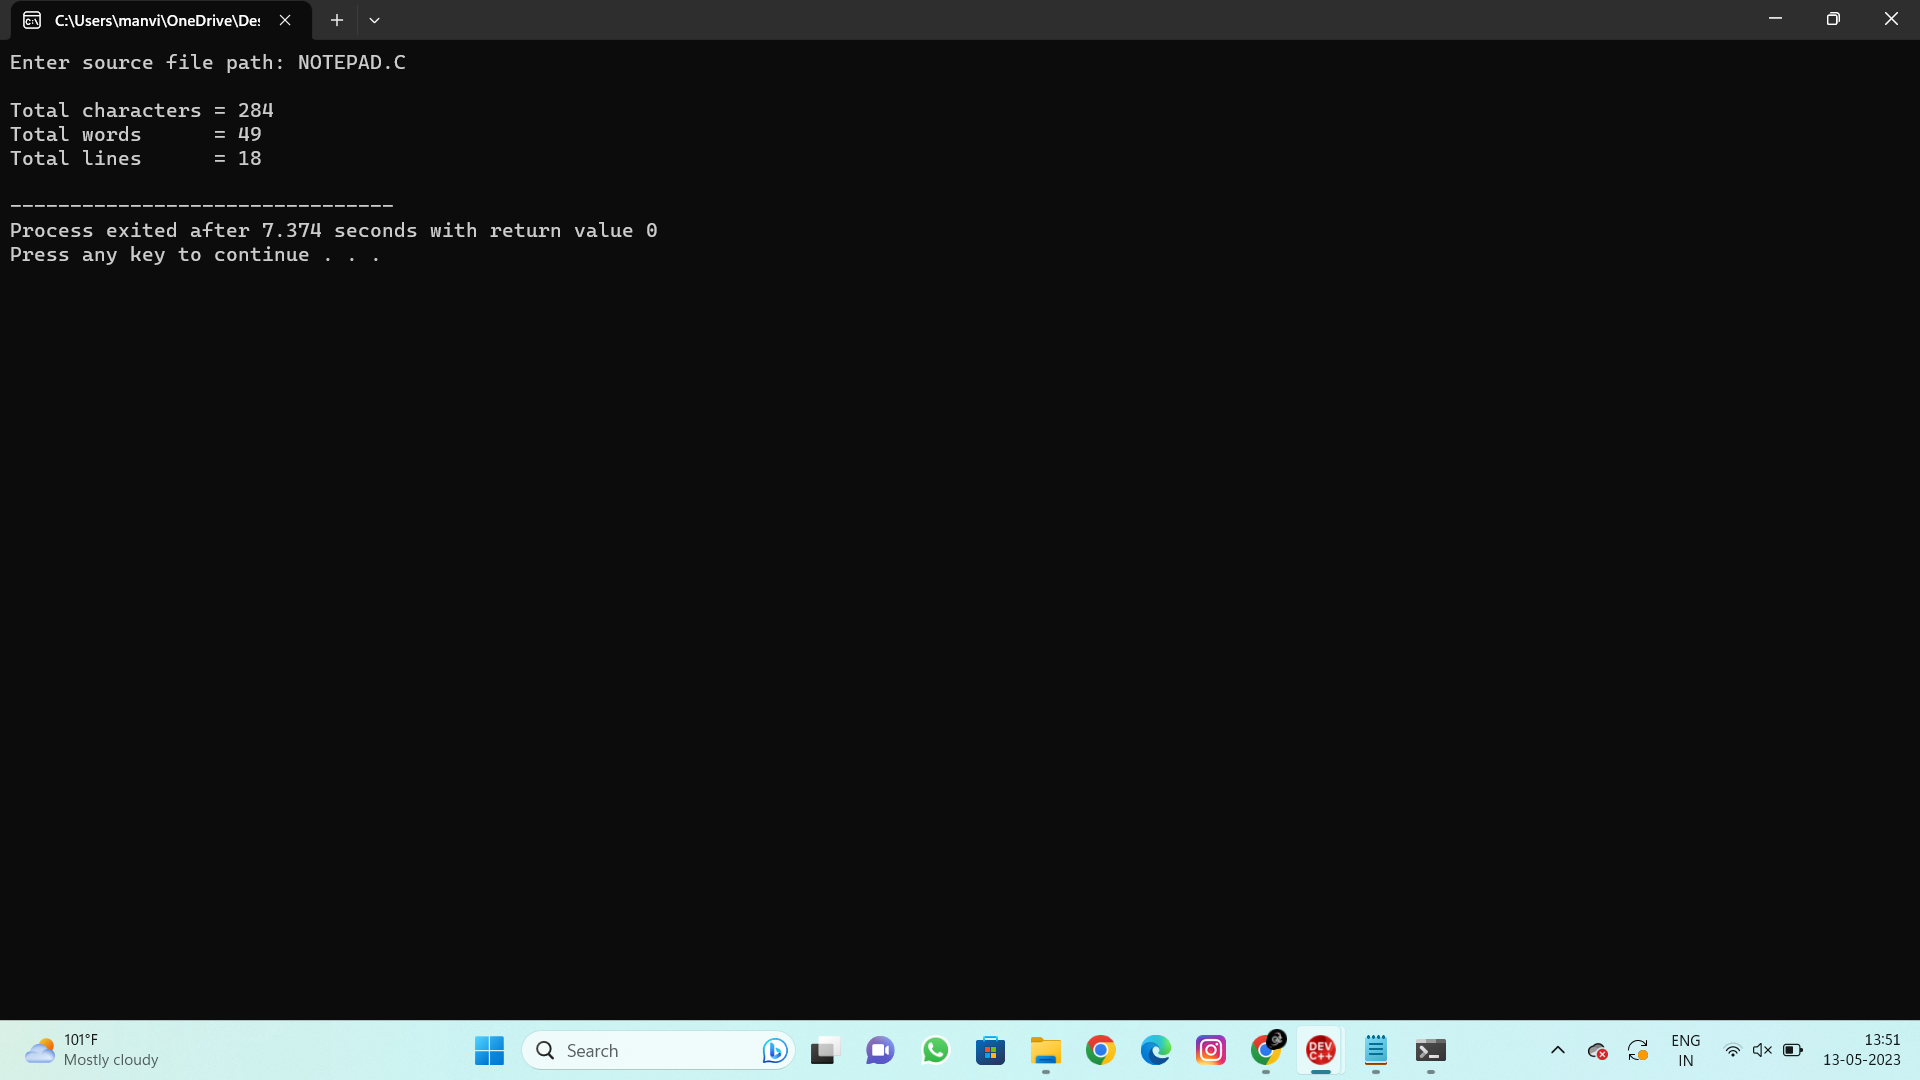 C:\Users\manvi\OneDrive\Des
Enter source file path: NOTEPAD.C
Total characters = 284
Total words      = 49
Total lines      = 18
--------------------------------
Process exited after 7.374 seconds with return value 0
Press any key to continue . . .
101°F
Mostly cloudy
Search
DEV
C++
ENG
IN
13:51
13-05-2023